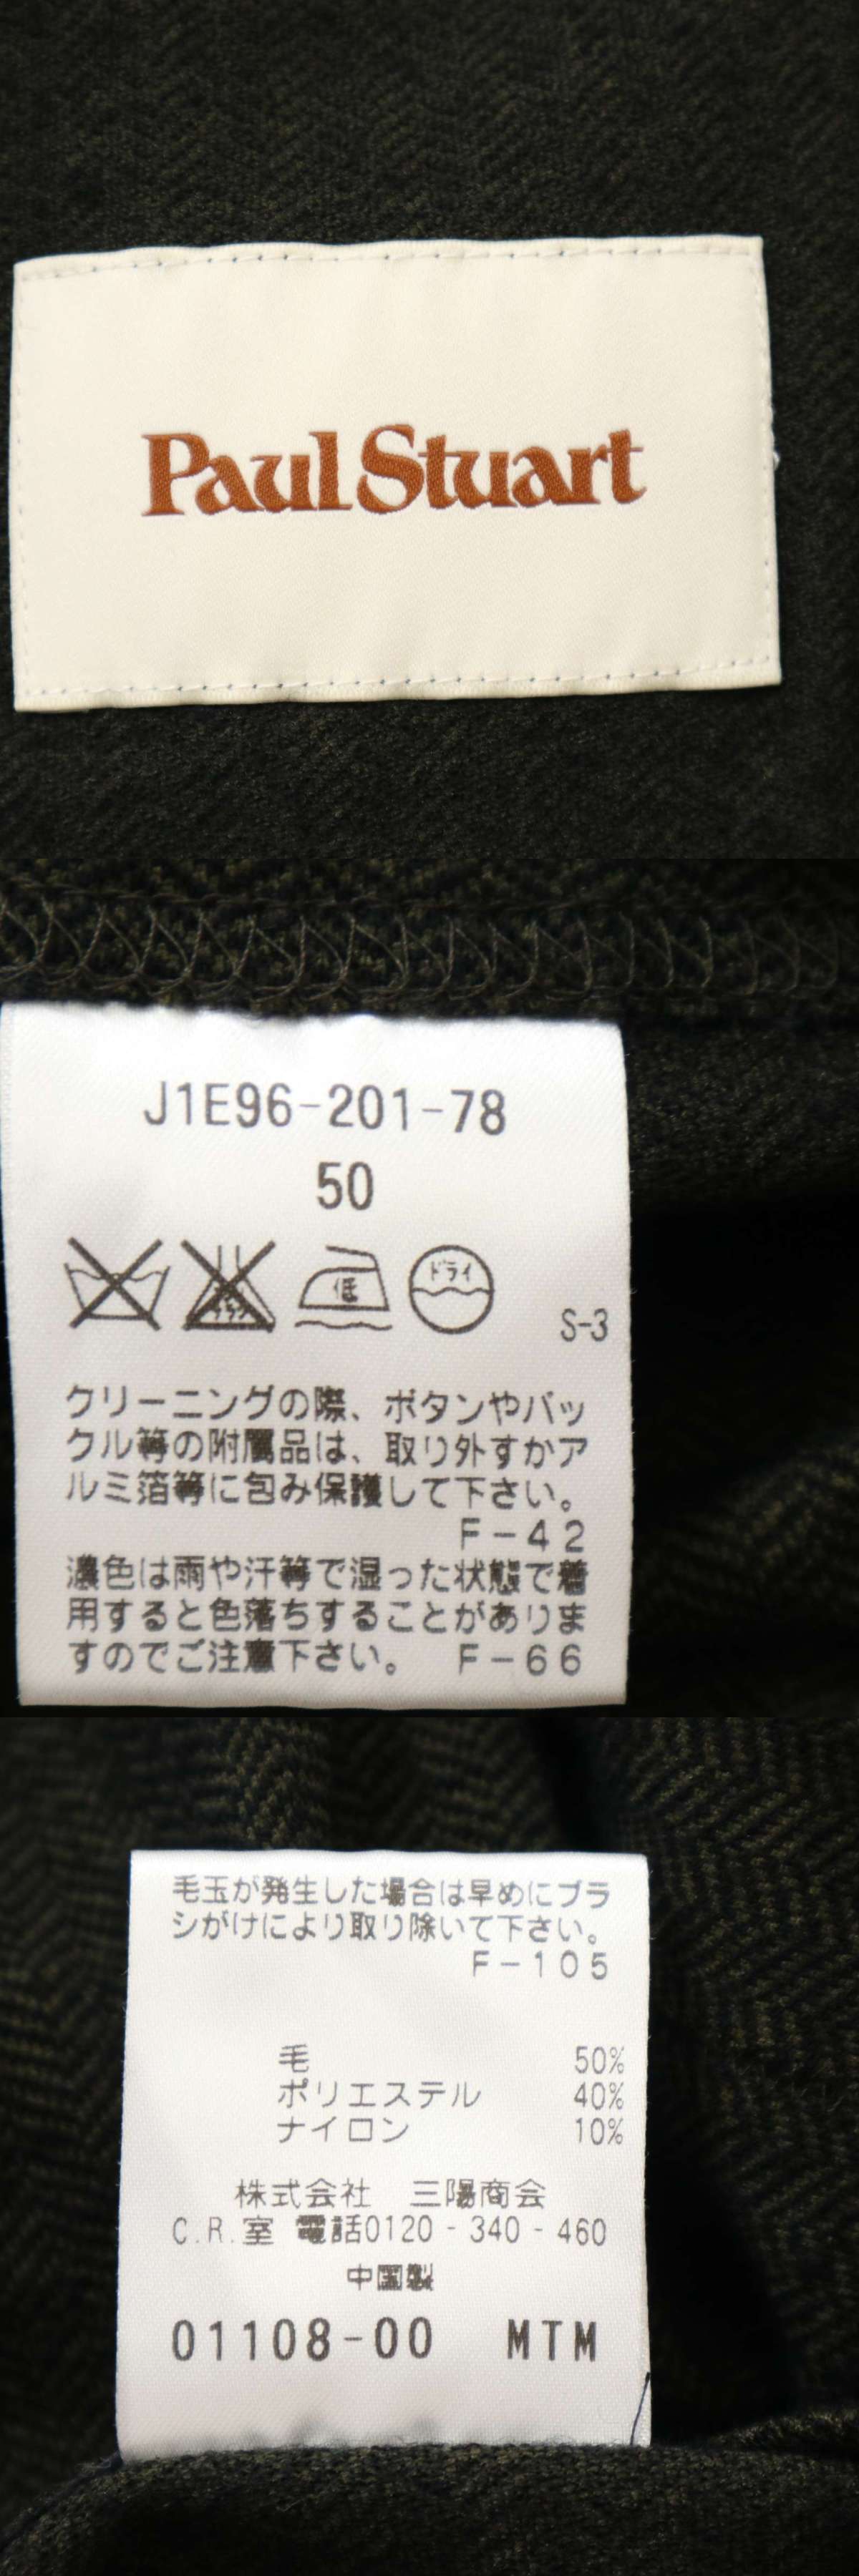 Paul Stuart
J1E96-201-78
50
低
ドライ
S-3
クリーニングの際、ボタンやバッ
クル等の附属品は、取り外すかア
ルミ箔等に包み保護して下さい。
F-42
濃色は雨や汗等で湿った状態で着
用すると色落ちすることがありま
すのでご注意下さい。 F-66
毛玉が発生した場合は早めにブラ
シがけにより取り除いて下さい。
F-105
毛 50%
ポリエステル 40%
ナイロン 10%
株式会社 三陽商会
C.R.室 電話0120-340-460
中国製
01108-00 MTM